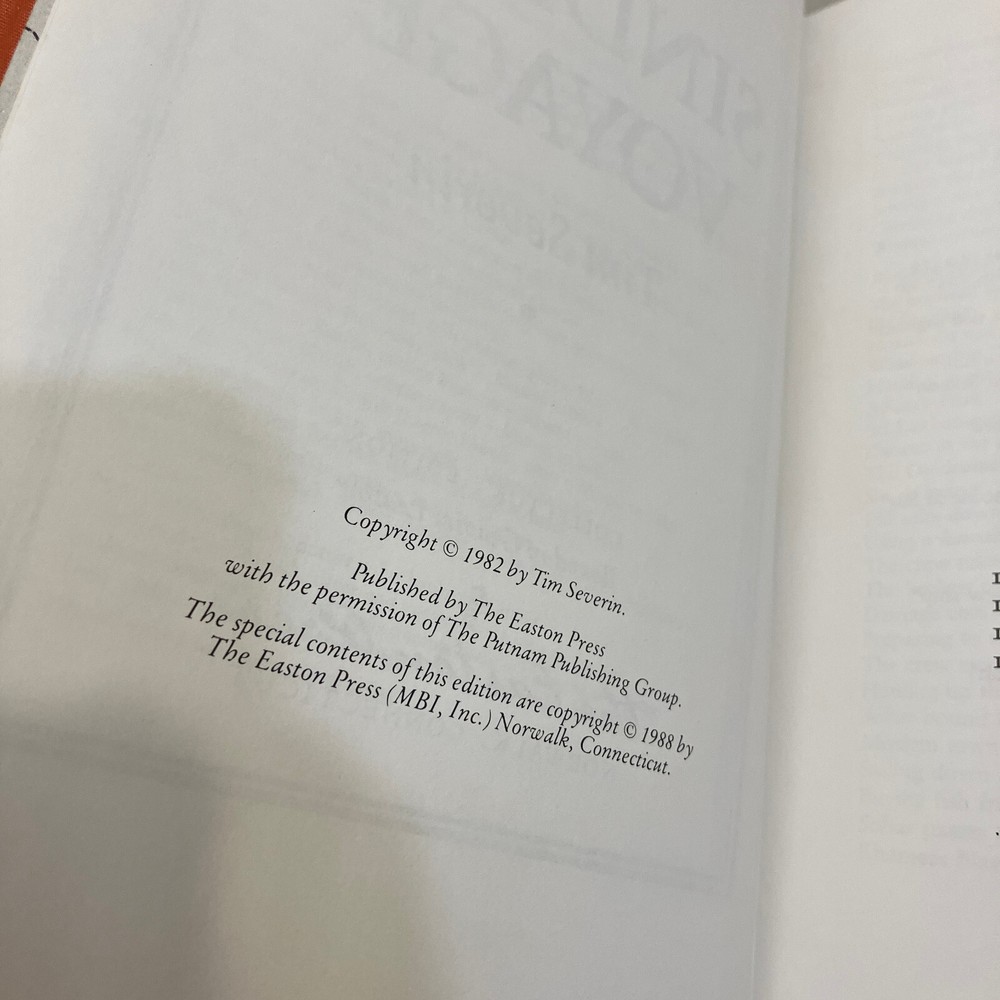 Copyright © 1982 by Tim Severin.
Published by The Easton Press
with the permission of The Putnam Publishing Group.
The special contents of this edition are copyright © 1988 by
The Easton Press (MBI, Inc.) Norwalk, Connecticut.